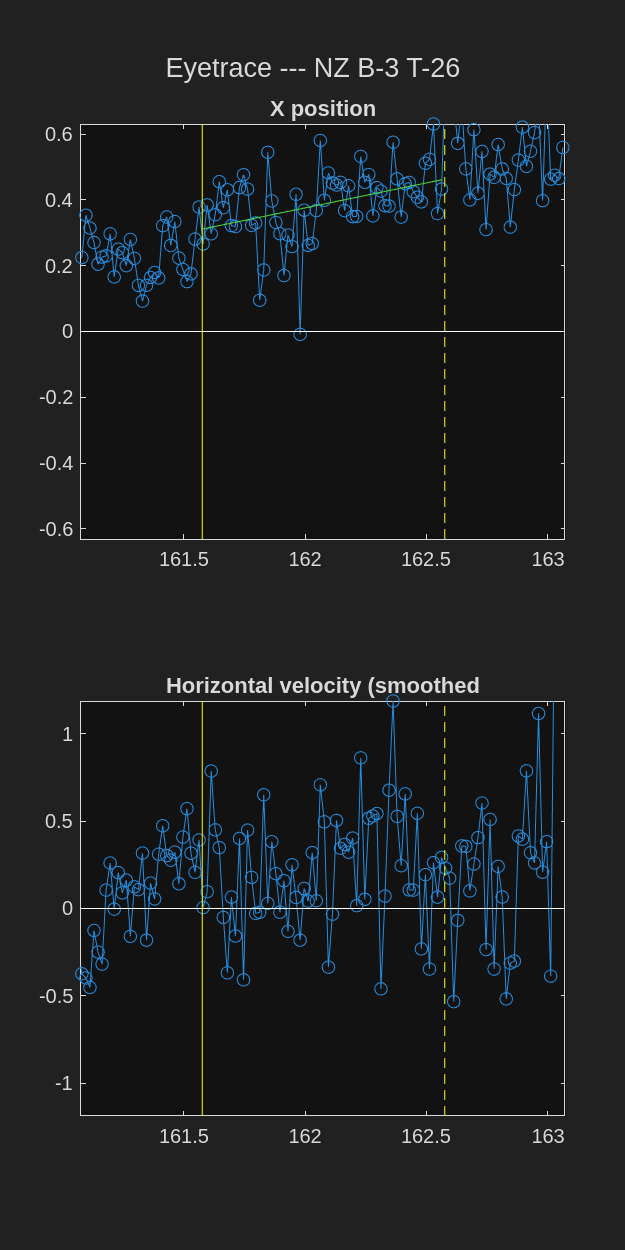 Eyetrace --- NZ B-3 T-26
X position
0.6
0.4
0.2
0
-0.2
-0.4
-0.6
161.5 162 162.5 163
Horizontal velocity (smoothed
1
0.5
0
-0.5
-1
161.5 162 162.5 163